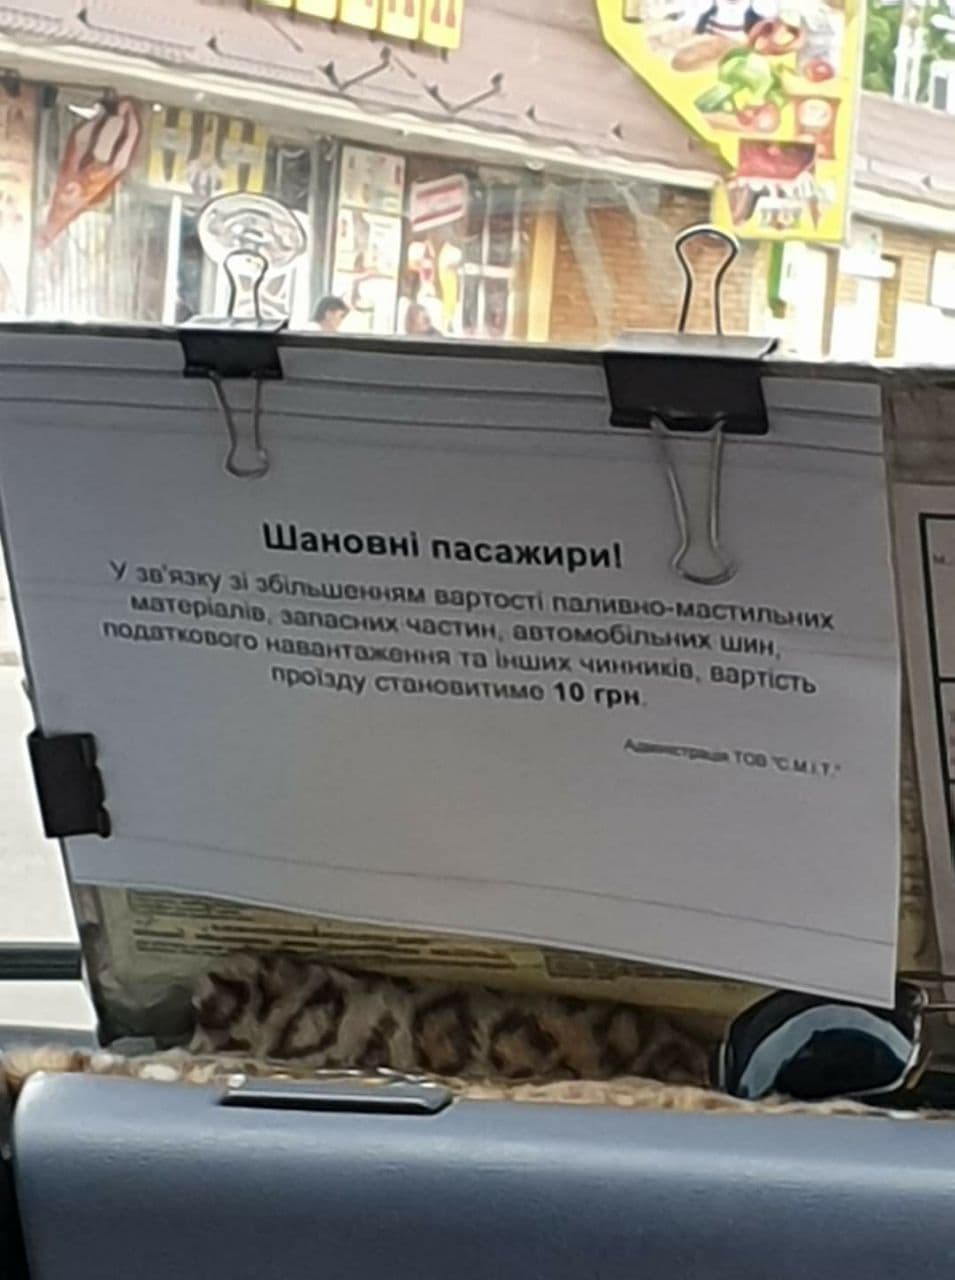 Шановні пасажири!
У зв'язку зі збільшенням вартості паливно-мастильних
матеріалів, запасних частин, автомобільних шин,
податкового навантаження та інших чинників, вартість
проїзду становитиме 10 грн.
Адміністрація ТОВ "С.М.І.Т."